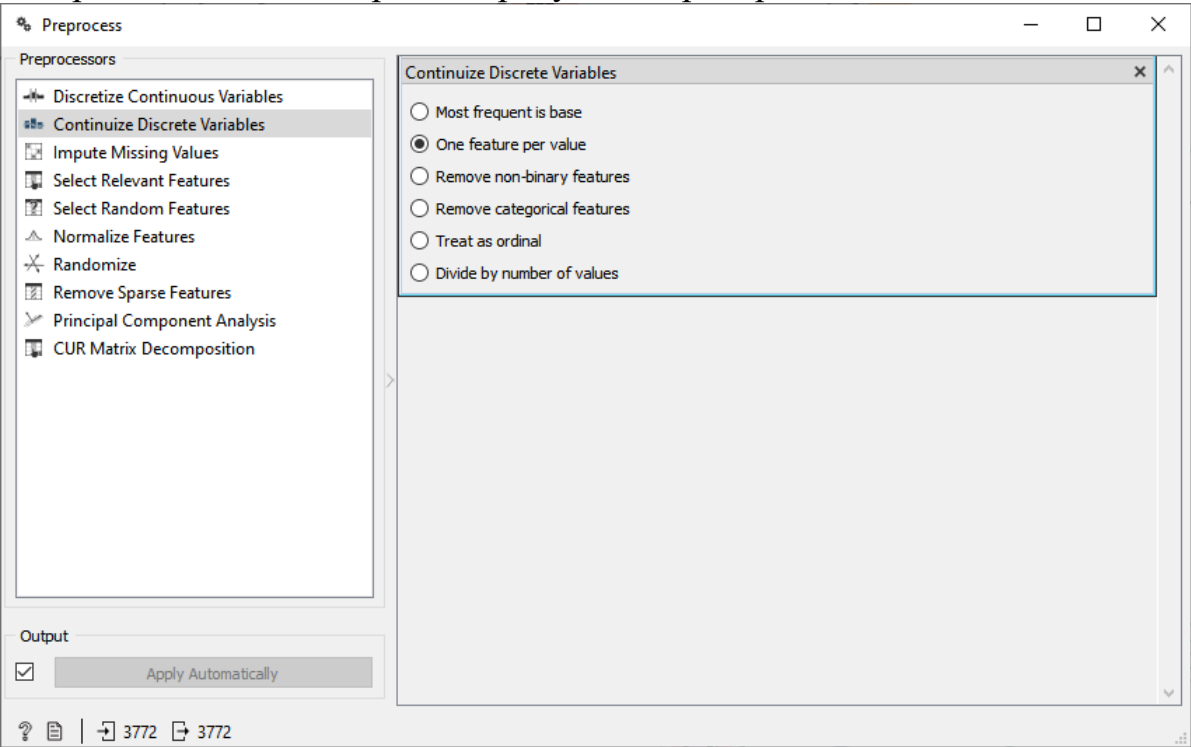 Preprocess
Preprocessors
Discretize Continuous Variables
Continuize Discrete Variables
Impute Missing Values
Select Relevant Features
Select Random Features
Normalize Features
Randomize
Remove Sparse Features
Principal Component Analysis
CUR Matrix Decomposition
Output
Apply Automatically
? 3772 3772
Continuize Discrete Variables
Most frequent is base
One feature per value
Remove non-binary features
Remove categorical features
Treat as ordinal
Divide by number of values